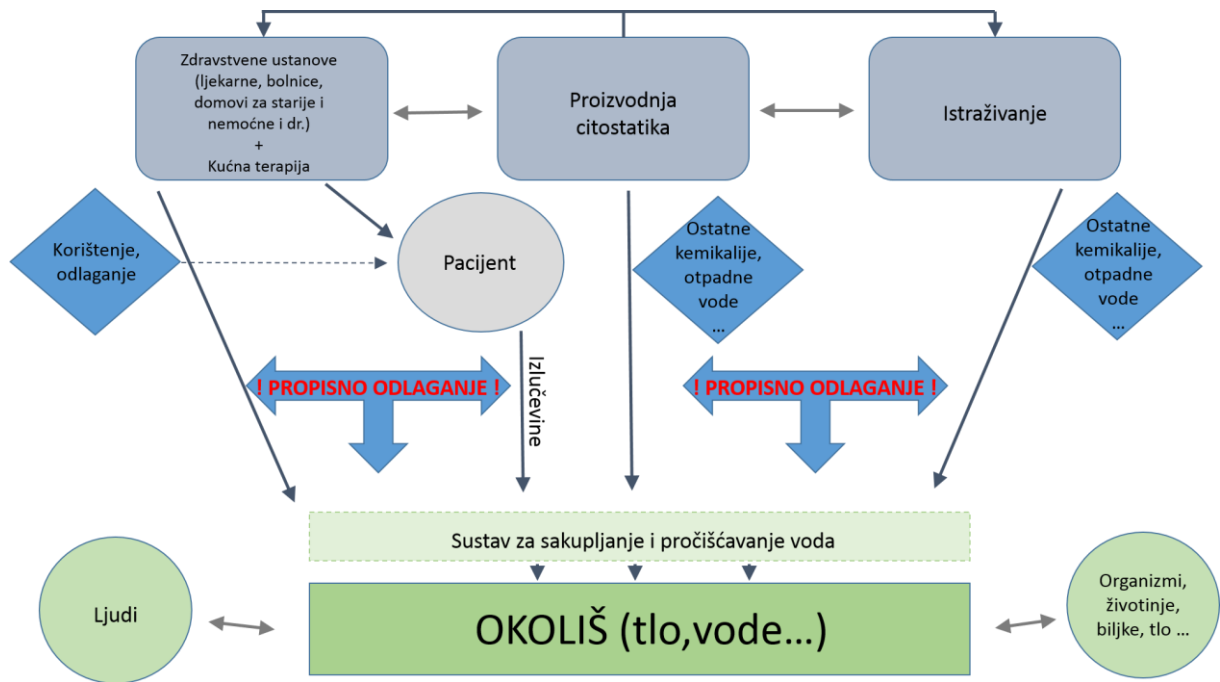 Zdravstvene ustanove
(ljekarne, bolnice,
domovi za starije i
nemoćne i dr.)
+
Kućna terapija
Proizvodnja
citostatika
Istraživanje
Korištenje,
odlaganje
Pacijent
Ostatne
kemikalije,
otpadne
vode
...
Ostatne
kemikalije,
otpadne
vode
...
! PROPISNO ODLAGANJE !
Izlučevine
! PROPISNO ODLAGANJE !
Sustav za sakupljanje i pročišćavanje voda
Ljudi
OKOLIŠ (tlo,vode...)
Organizmi,
životinje,
biljke, tlo ...